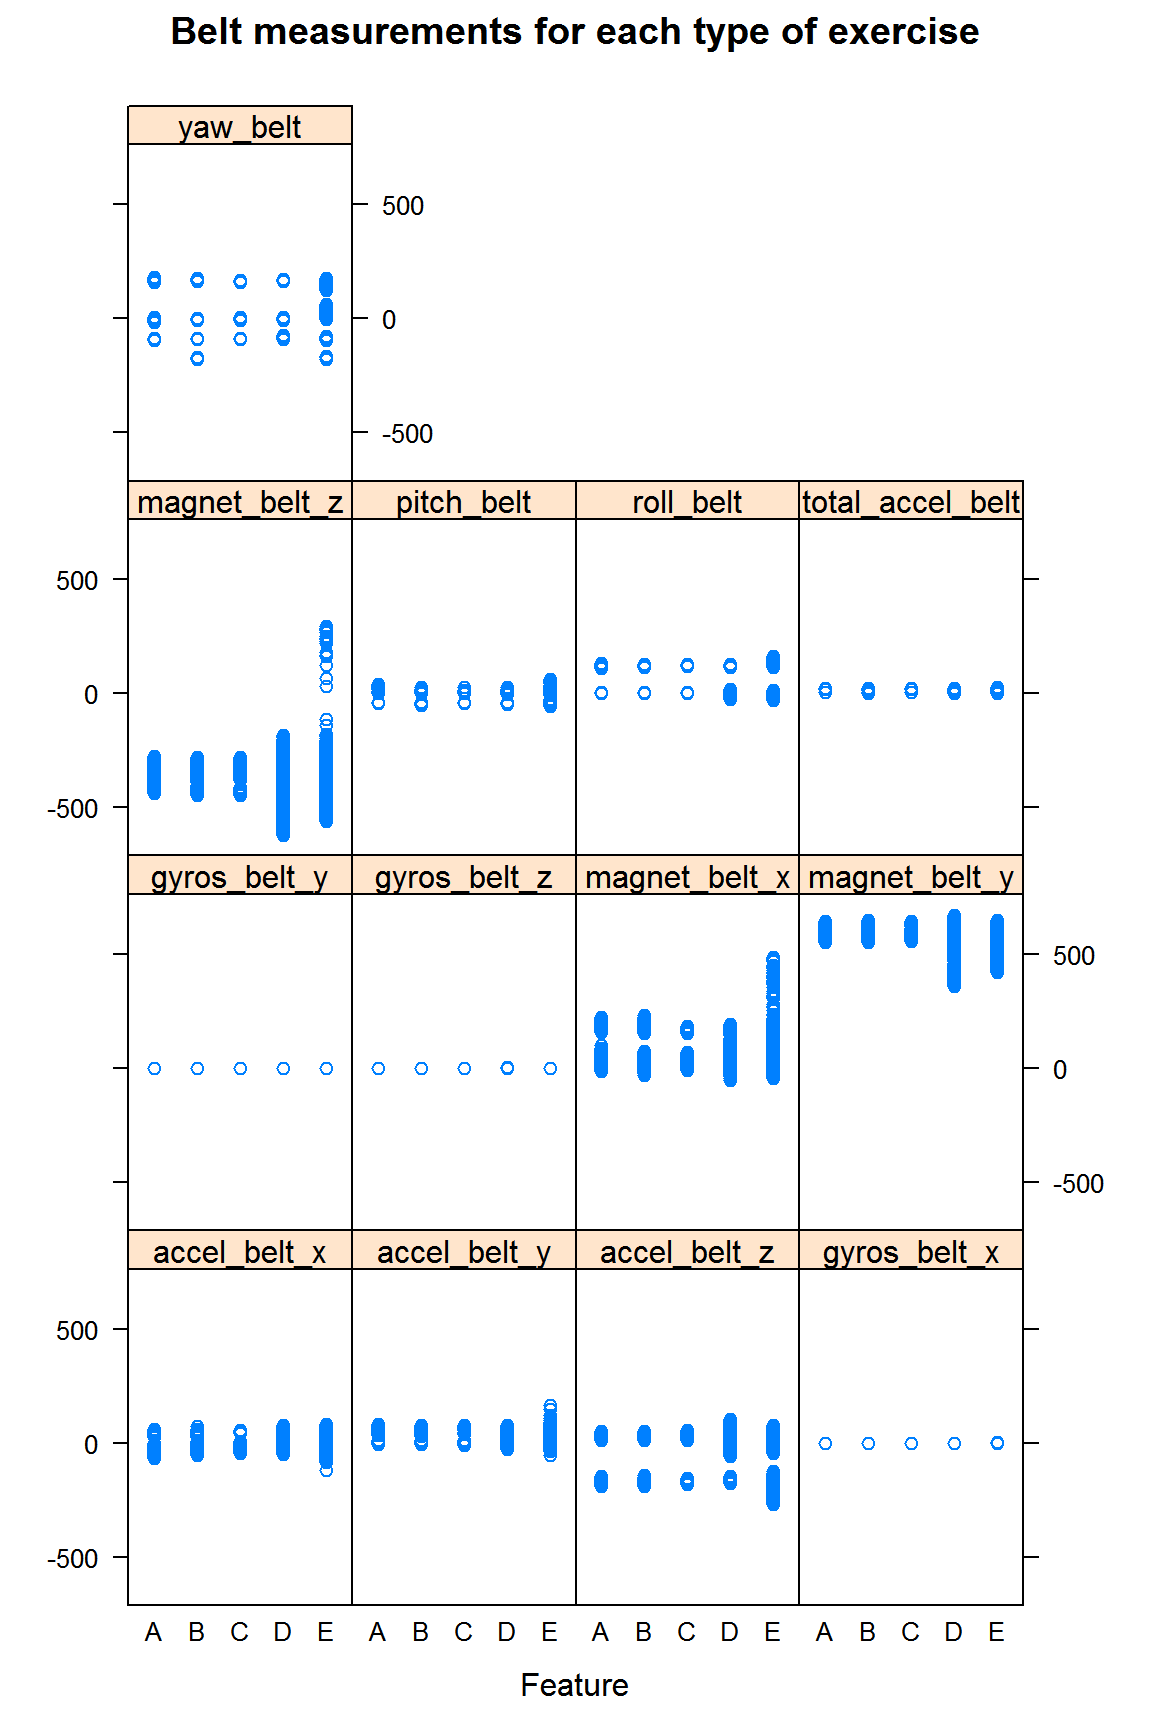 Belt measurements for each type of exercise
yaw_belt
500
0
-500
magnet_belt_z pitch_belt roll_belt total_accel_belt
500
0
-500
gyros_belt_y gyros_belt_z magnet_belt_x magnet_belt_y
500
0
-500
accel_belt_x accel_belt_y accel_belt_z gyros_belt_x
500
0
-500
A B C D E A B C D E A B C D E A B C D E
Feature